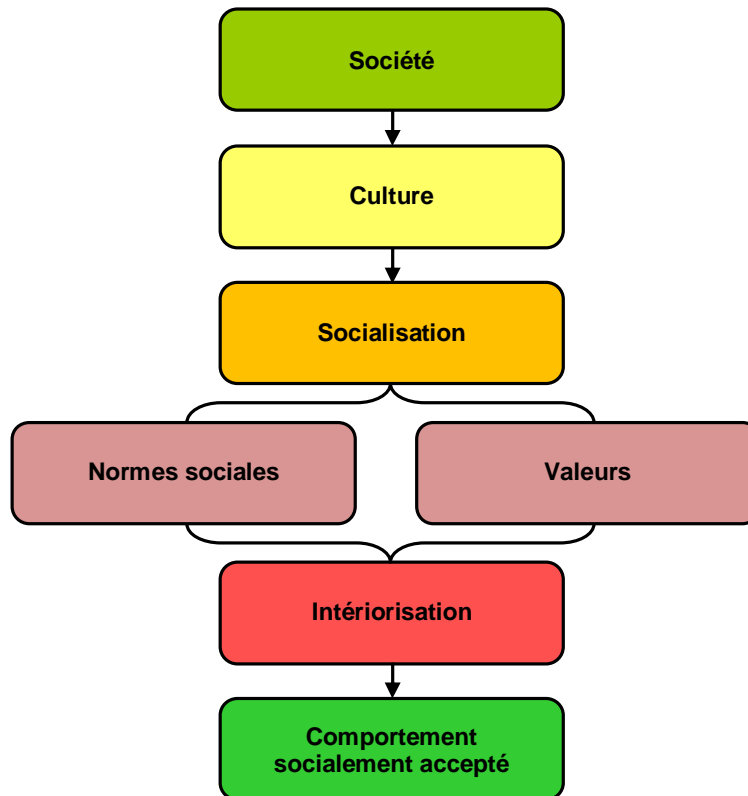 Société
Culture
Socialisation
Normes sociales
Valeurs
Intériorisation
Comportement
socialement accepté